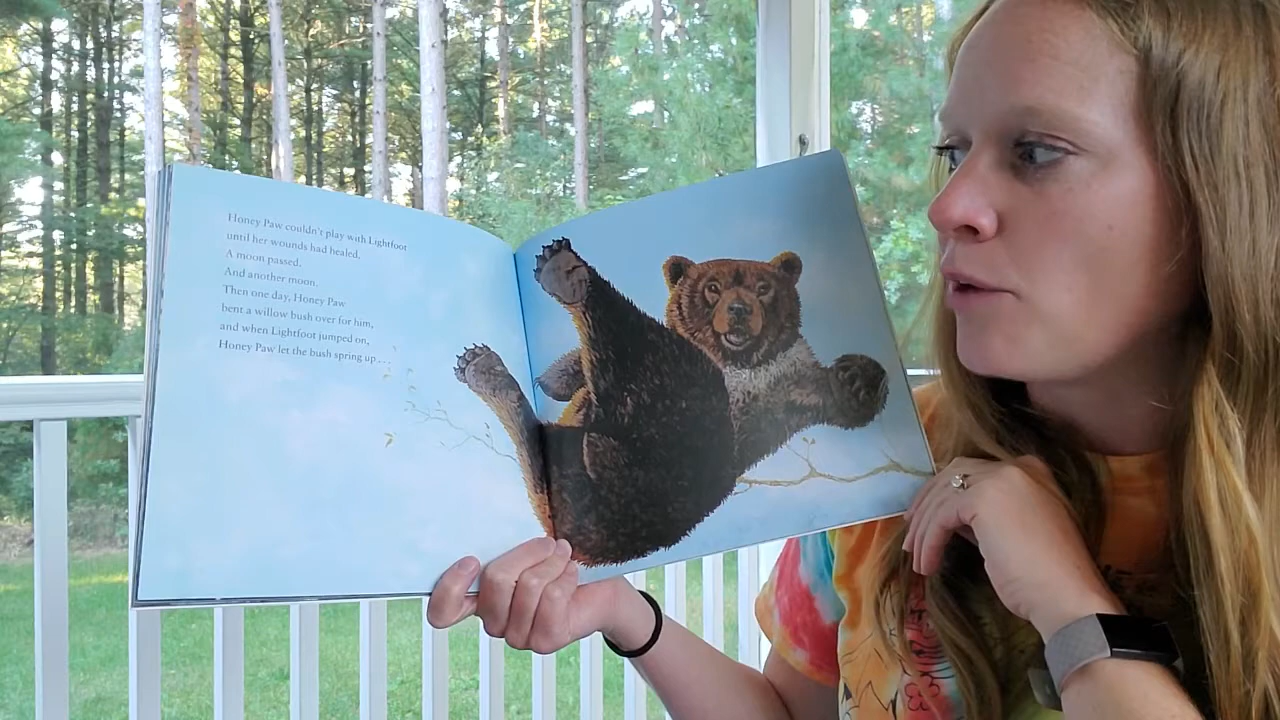 Honey Paw couldn't play with Lightfoot
until her wounds had healed,
A moon passed.
And another moon.
Then one day, Honey Paw
bent a willow bush over for him,
and when Lightfoot jumped on,
Honey Paw let the bush spring up . . .